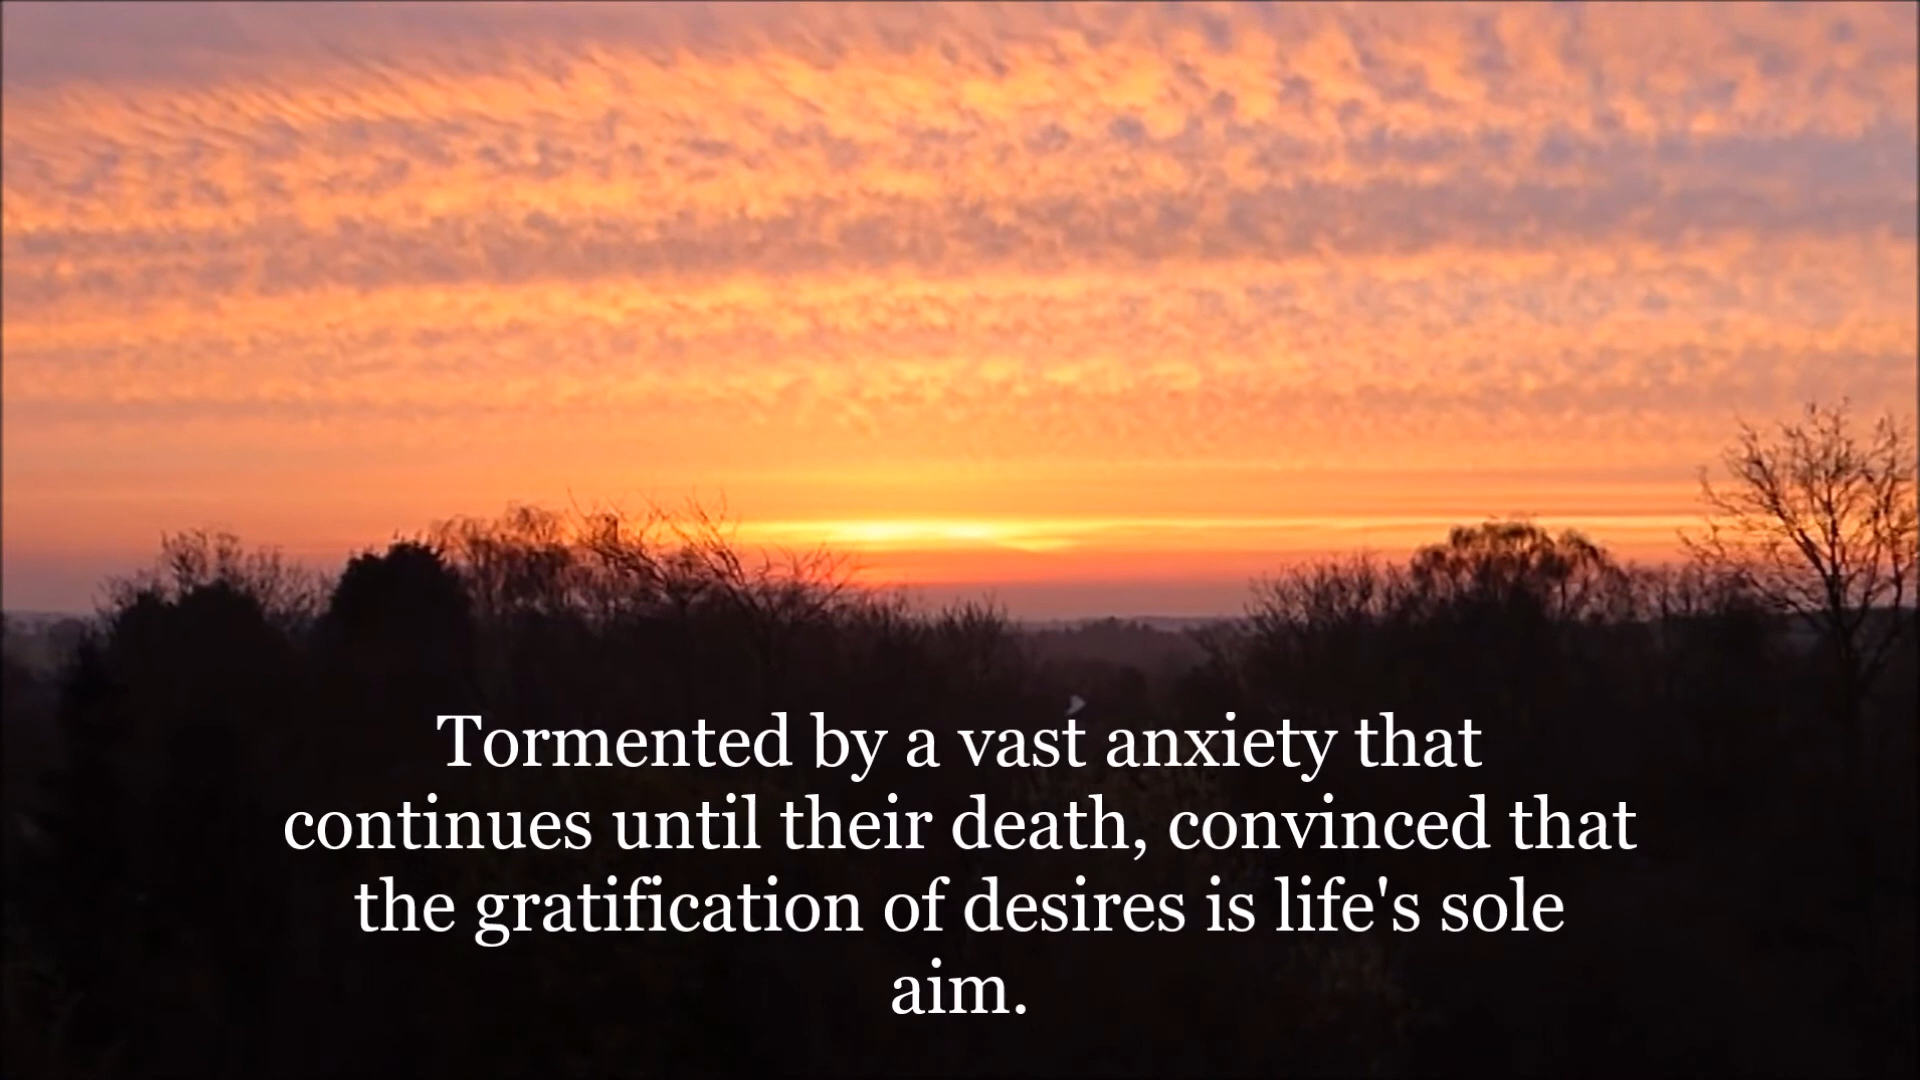 Tormented by a vast anxiety that
continues until their death, convinced that
the gratification of desires is life's sole
aim.